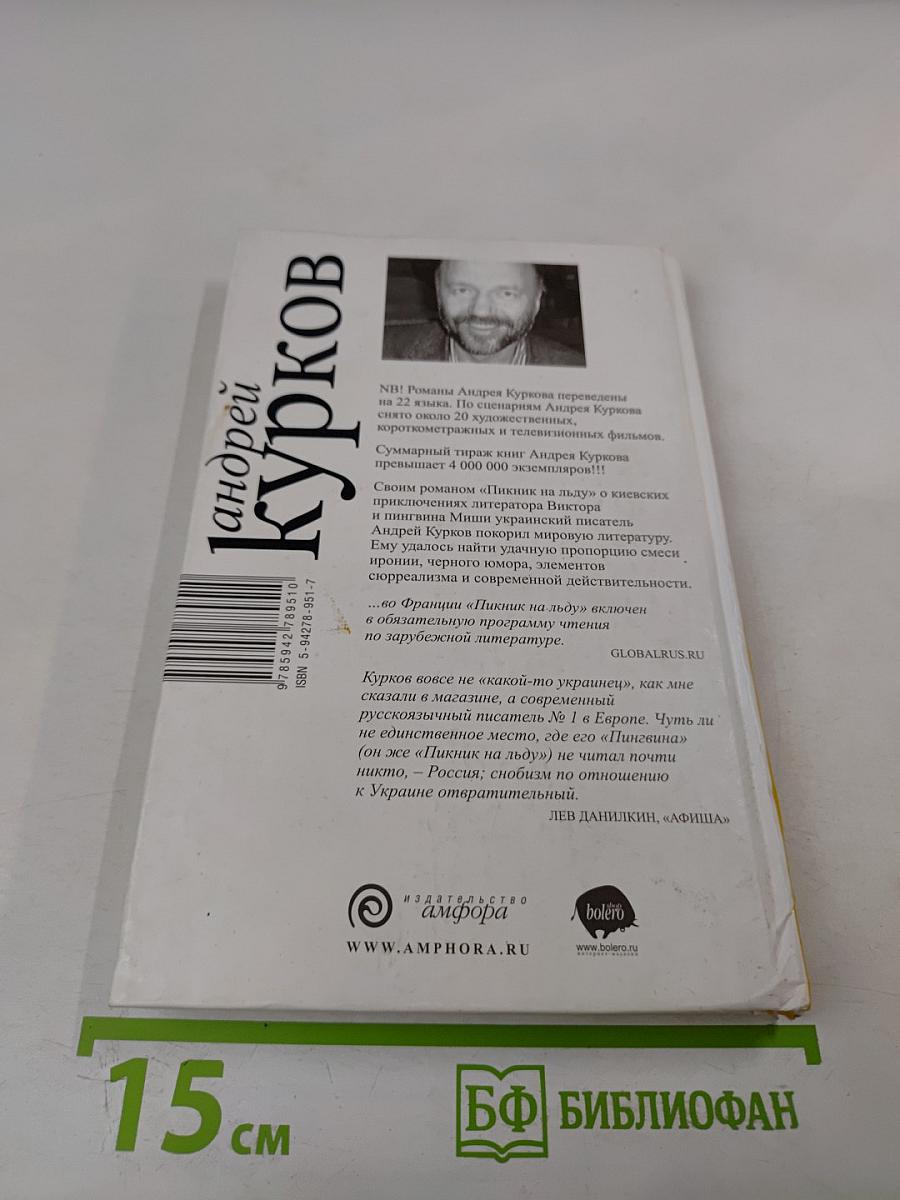 андрей
курков
9 785942 789510
ISBN 5-94278-951-7
NB! Романы Андрея Куркова переведены
на 22 языка. По сценариям Андрея Куркова
снято около 20 художественных,
короткометражных и телевизионных фильмов.
Суммарный тираж книг Андрея Куркова
превышает 4 000 000 экземпляров!!!
Своим романом «Пикник на льду» о киевских
приключениях литератора Виктора
и пингвина Миши украинский писатель
Андрей Курков покорил мировую литературу.
Ему удалось найти удачную пропорцию смеси
иронии, черного юмора, элементов
сюрреализма и современной действительности.
...во Франции «Пикник на льду» включен
в обязательную программу чтения
по зарубежной литературе.
GLOBALRUS.RU
Курков вовсе не «какой-то украинец», как мне
сказали в магазине, а современный
русскоязычный писатель № 1 в Европе. Чуть ли
не единственное место, где его «Пингвина»
(он же «Пикник на льду») не читал почти
никто, – Россия; снобизм по отношению
к Украине отвратительный.
ЛЕВ ДАНИЛКИН, «АФИША»
издательство
амфора
WWW.AMPHORA.RU
shop
bolero
www.bolero.ru
интернет-магазин
15 см
БФ БИБЛИОФАН